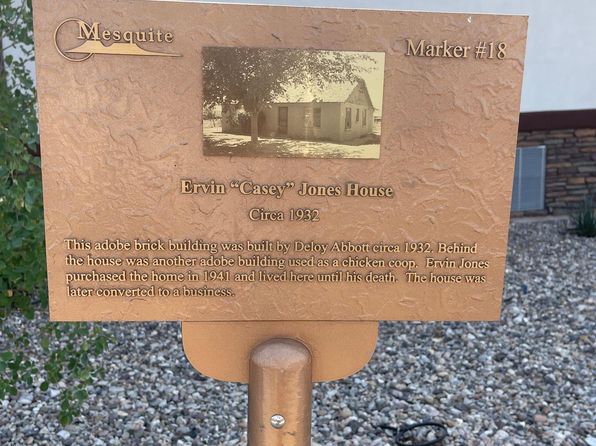 Mesquite
Marker #18
Ervin “Casey” Jones House
Circa 1932
This adobe brick building was built by Deloy Abbott circa 1932. Behind
the house was another adobe building used as a chicken coop. Ervin Jones
purchased the home in 1941 and lived here until his death. The house was
later converted to a business.